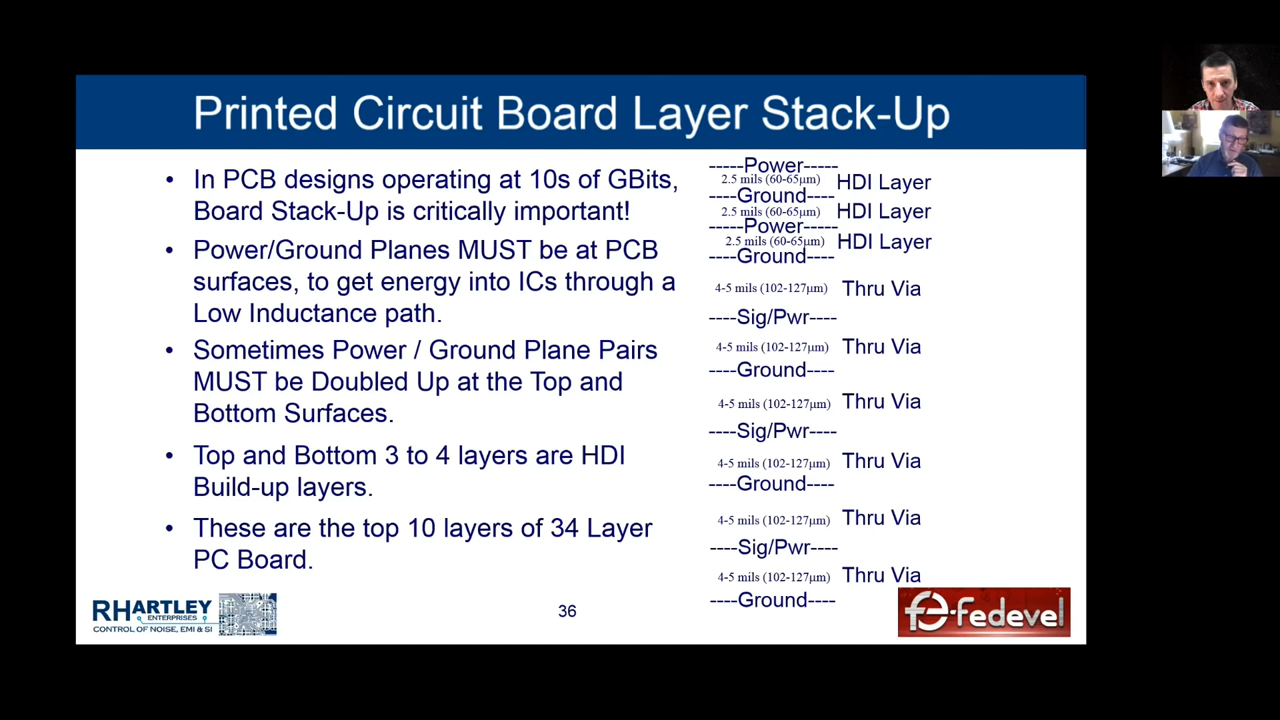 Printed Circuit Board Layer Stack-Up
• In PCB designs operating at 10s of GBits,
Board Stack-Up is critically important!
• Power/Ground Planes MUST be at PCB
surfaces, to get energy into ICs through a
Low Inductance path.
• Sometimes Power / Ground Plane Pairs
MUST be Doubled Up at the Top and
Bottom Surfaces.
• Top and Bottom 3 to 4 layers are HDI
Build-up layers.
• These are the top 10 layers of 34 Layer
PC Board.
-----Power-----
2.5 mils (60-65µm) HDI Layer
----Ground----
2.5 mils (60-65µm) HDI Layer
-----Power-----
2.5 mils (60-65µm) HDI Layer
----Ground----
4-5 mils (102-127µm) Thru Via
----Sig/Pwr----
4-5 mils (102-127µm) Thru Via
----Ground----
4-5 mils (102-127µm) Thru Via
----Sig/Pwr----
4-5 mils (102-127µm) Thru Via
----Ground----
4-5 mils (102-127µm) Thru Via
----Sig/Pwr----
4-5 mils (102-127µm) Thru Via
----Ground----
RHARTLEY
ENTERPRISES
CONTROL OF NOISE, EMI & SI
36
fedevel